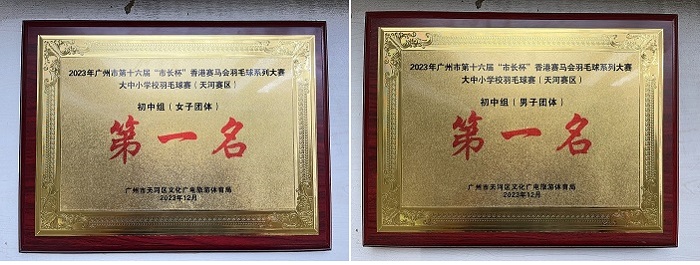 2023年广州市第十六届“市长杯”香港赛马会羽毛球系列大赛
大中小学校羽毛球赛（天河赛区）
初中组（女子团体）
第一名
广州市天河区文化广电旅游体育局
2023年12月
2023年广州市第十六届“市长杯”香港赛马会羽毛球系列大赛
大中小学校羽毛球赛（天河赛区）
初中组（男子团体）
第一名
广州市天河区文化广电旅游体育局
2023年12月